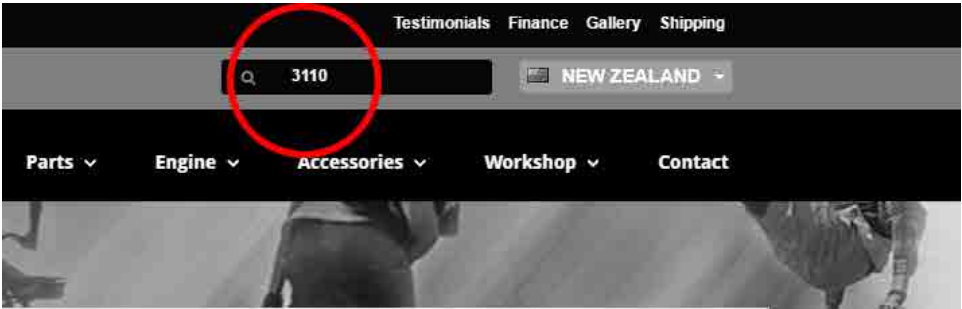 Testimonials Finance Gallery Shipping
3110
NEW ZEALAND
Parts Engine Accessories Workshop Contact